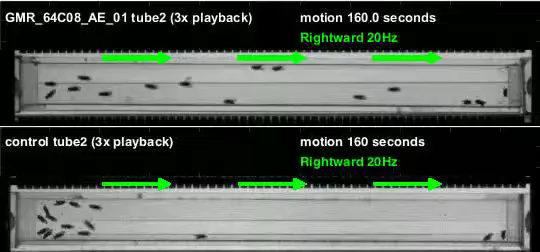 GMR_64C08_AE_01 tube2 (3x playback) motion 160.0 seconds
Rightward 20Hz
control tube2 (3x playback) motion 160 seconds
Rightward 20Hz